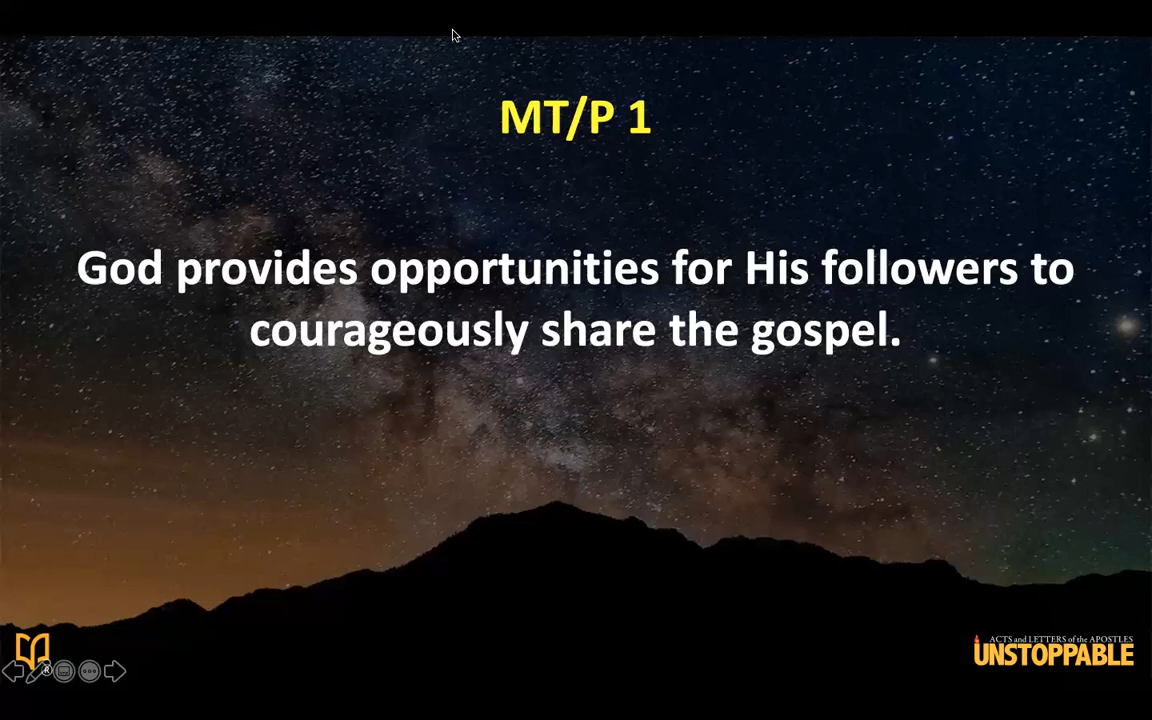 MT/P 1
God provides opportunities for His followers to
courageously share the gospel.
ACTS and LETTERS of the APOSTLES
UNSTOPPABLE
®